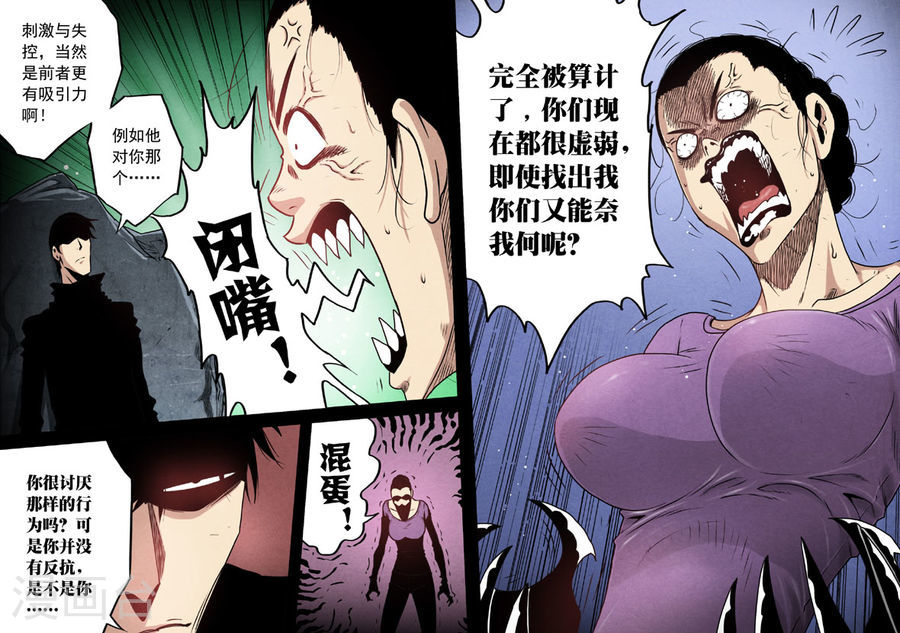 刺激与失
控，当然
是前者更
有吸引力
啊！
例如他
对你那
个……
闭嘴！
你很讨厌
那样的行
为吗？可
是你并没
有反抗，
是不是你
……
混蛋！
完全被算计
了，你们现
在都很虚弱，
即使找出我
你们又能奈
我何呢？
漫画台